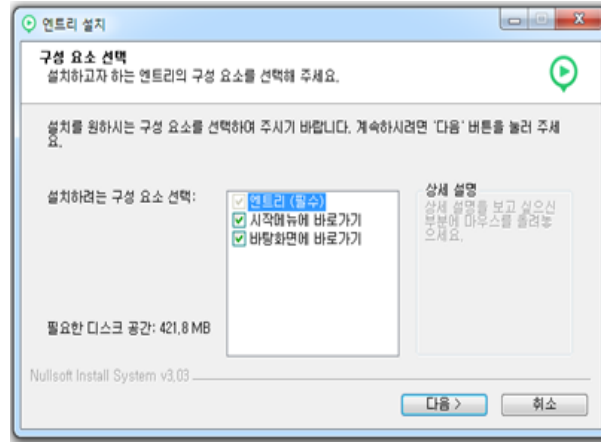 엔트리 설치
구성 요소 선택
설치하고자 하는 엔트리의 구성 요소를 선택해 주세요.
설치를 원하시는 구성 요소를 선택하여 주시기 바랍니다. 계속하시려면 '다음' 버튼을 눌러 주세
요.
설치하려는 구성 요소 선택:
엔트리 (필수)
시작메뉴에 바로가기
바탕화면에 바로가기
상세 설명
상세 설명을 보고 싶으신
부분에 마우스를 올려놓
으세요.
필요한 디스크 공간: 421.8 MB
Nullsoft Install System v3.03
다음 >
취소